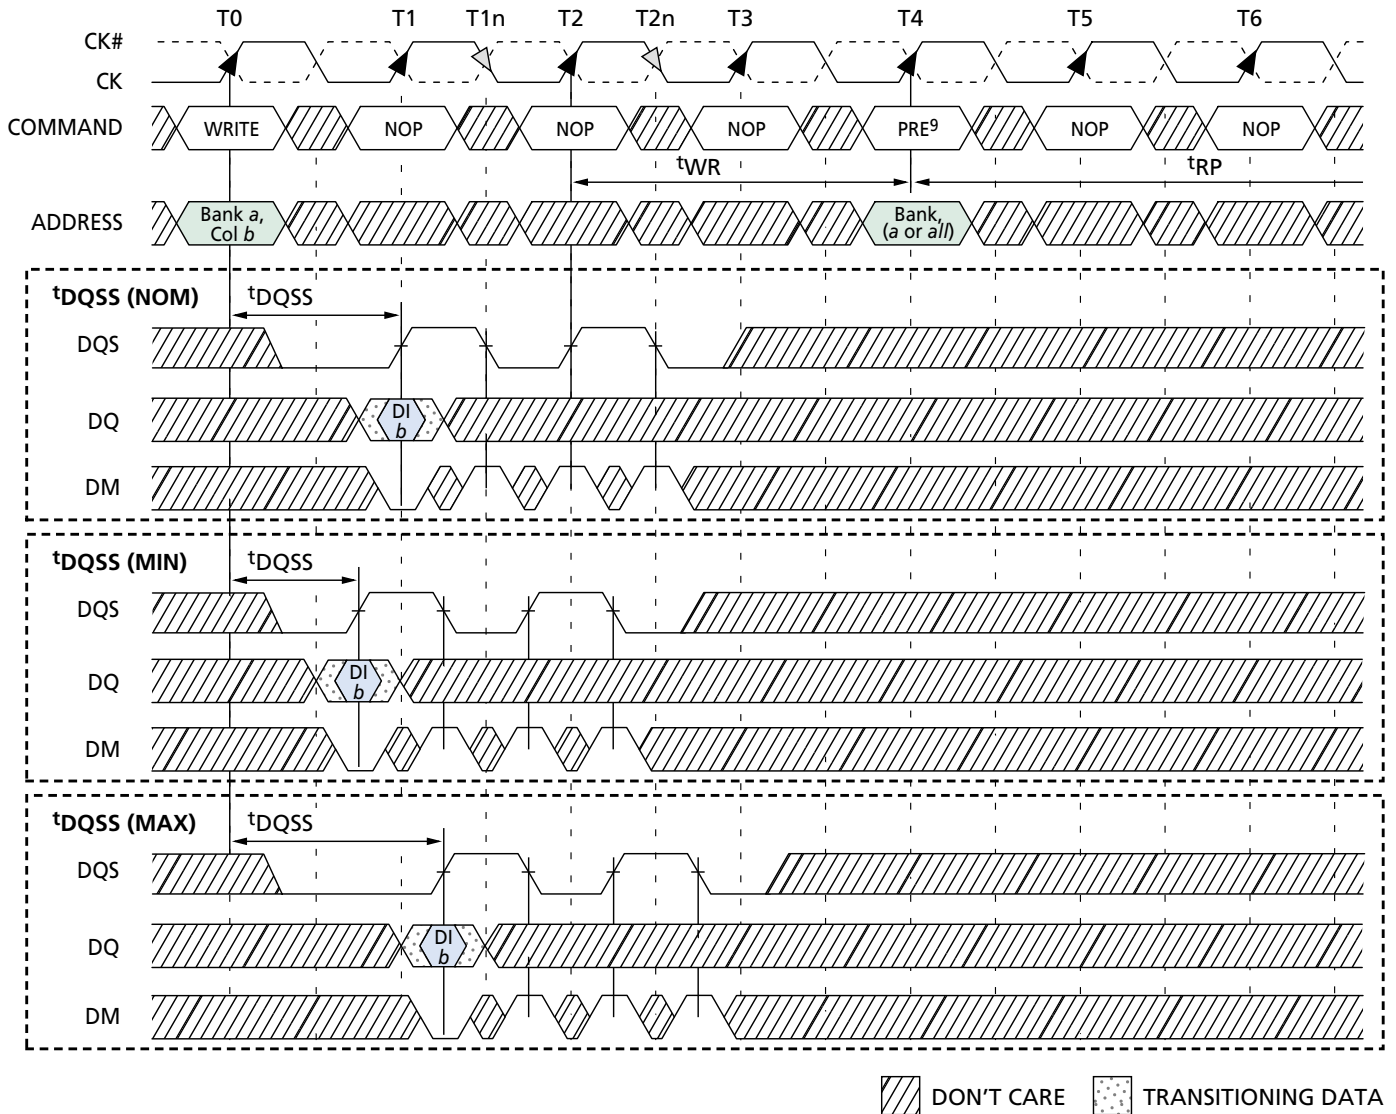 T0 T1 T1n T2 T2n T3 T4 T5 T6
CK#
CK
COMMAND WRITE NOP NOP NOP PRE9 NOP NOP
tWR tRP
ADDRESS Bank a, Col b Bank, (a or all)
tDQSS (NOM) tDQSS
DQS
DQ DI b
DM
tDQSS (MIN) tDQSS
DQS
DQ DI b
DM
tDQSS (MAX) tDQSS
DQS
DQ DI b
DM
DON'T CARE TRANSITIONING DATA